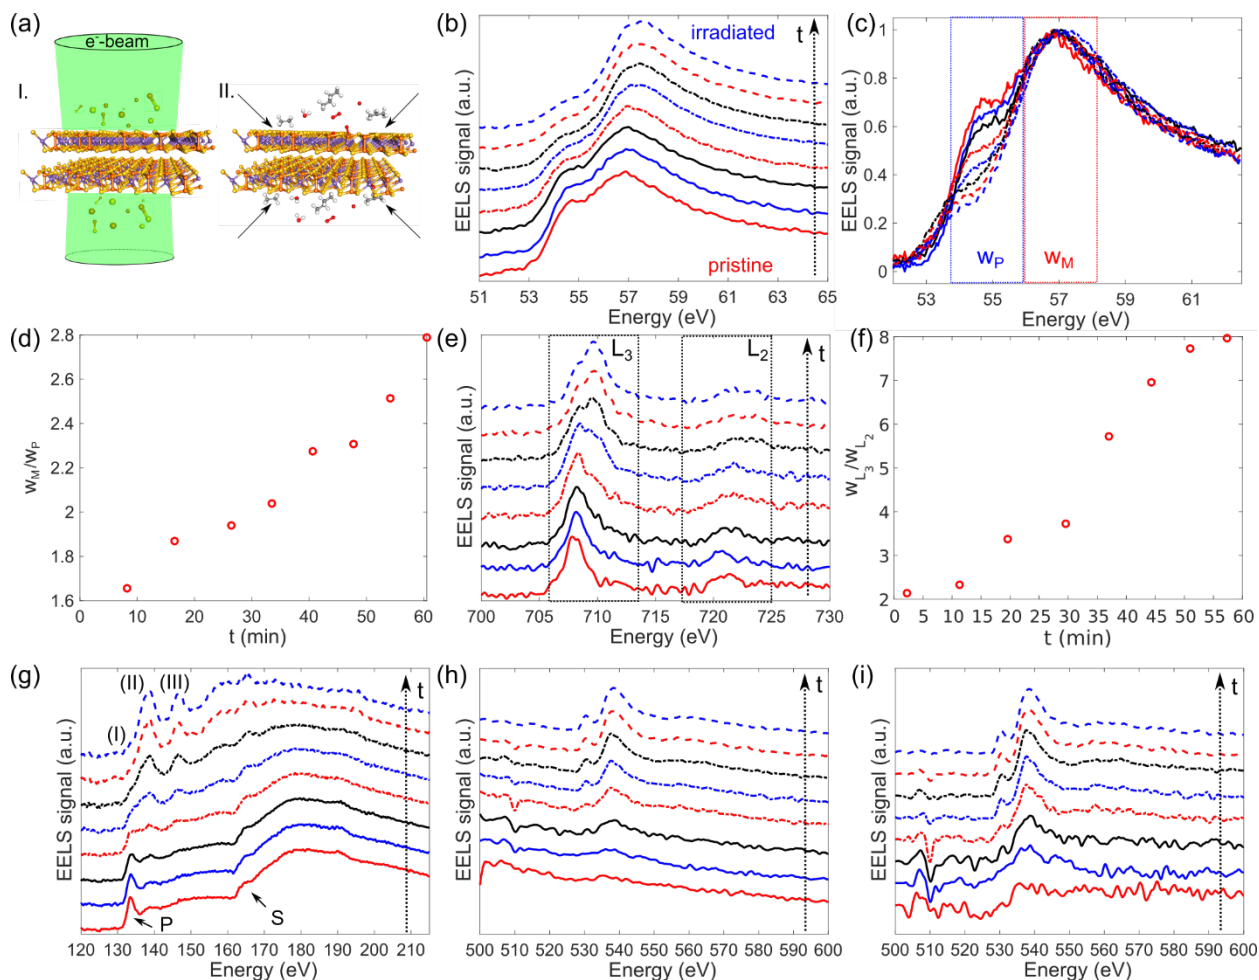 (a)
e⁻-beam
I.
II.
(b)
irradiated
t
pristine
EELS signal (a.u.)
51 53 55 57 59 61 63 65
Energy (eV)
(c)
EELS signal (a.u.)
1
0.8
0.6
0.4
0.2
0
w_P
w_M
53 55 57 59 61
Energy (eV)
(d)
w_M/w_P
2.8
2.6
2.4
2.2
2
1.8
1.6
0 10 20 30 40 50 60
t (min)
(e)
L₃
L₂
t
EELS signal (a.u.)
700 705 710 715 720 725 730
Energy (eV)
(f)
w_L₃/w_L₂
8
7
6
5
4
3
2
0 5 10 15 20 25 30 35 40 45 50 55 60
t (min)
(g)
(I)
(II)
(III)
t
P
S
EELS signal (a.u.)
120 130 140 150 160 170 180 190 200 210
Energy (eV)
(h)
t
EELS signal (a.u.)
500 510 520 530 540 550 560 570 580 590 600
Energy (eV)
(i)
t
EELS signal (a.u.)
500 510 520 530 540 550 560 570 580 590 600
Energy (eV)